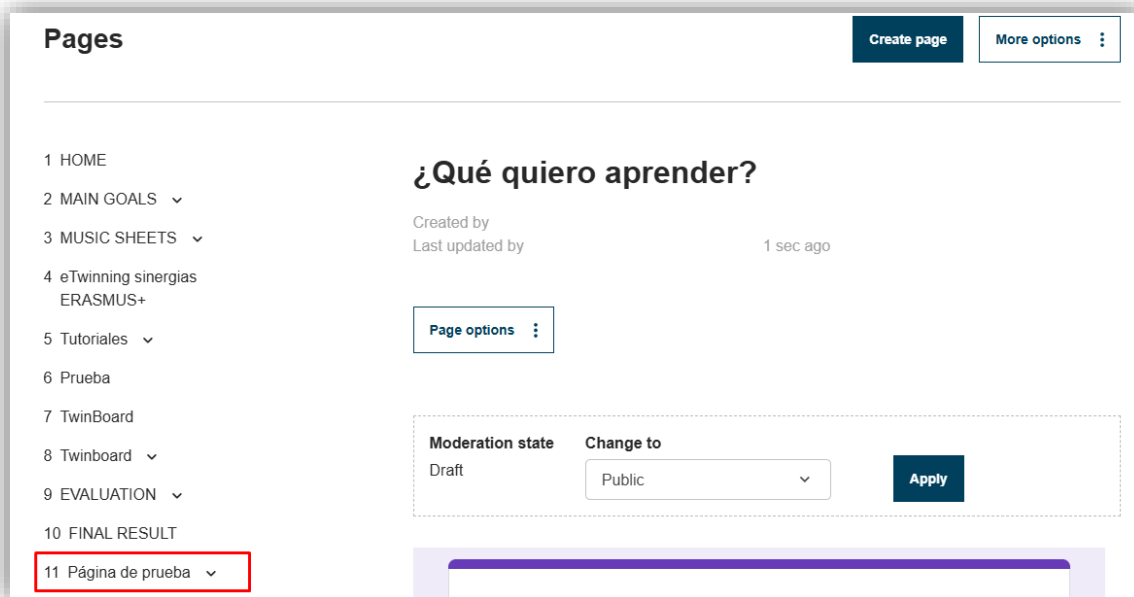 Pages
Create page
More options
1 HOME
2 MAIN GOALS
3 MUSIC SHEETS
4 eTwinning sinergias
ERASMUS+
5 Tutoriales
6 Prueba
7 TwinBoard
8 Twinboard
9 EVALUATION
10 FINAL RESULT
11 Página de prueba
¿Qué quiero aprender?
Created by
Last updated by 1 sec ago
Page options
Moderation state Change to
Draft Public Apply